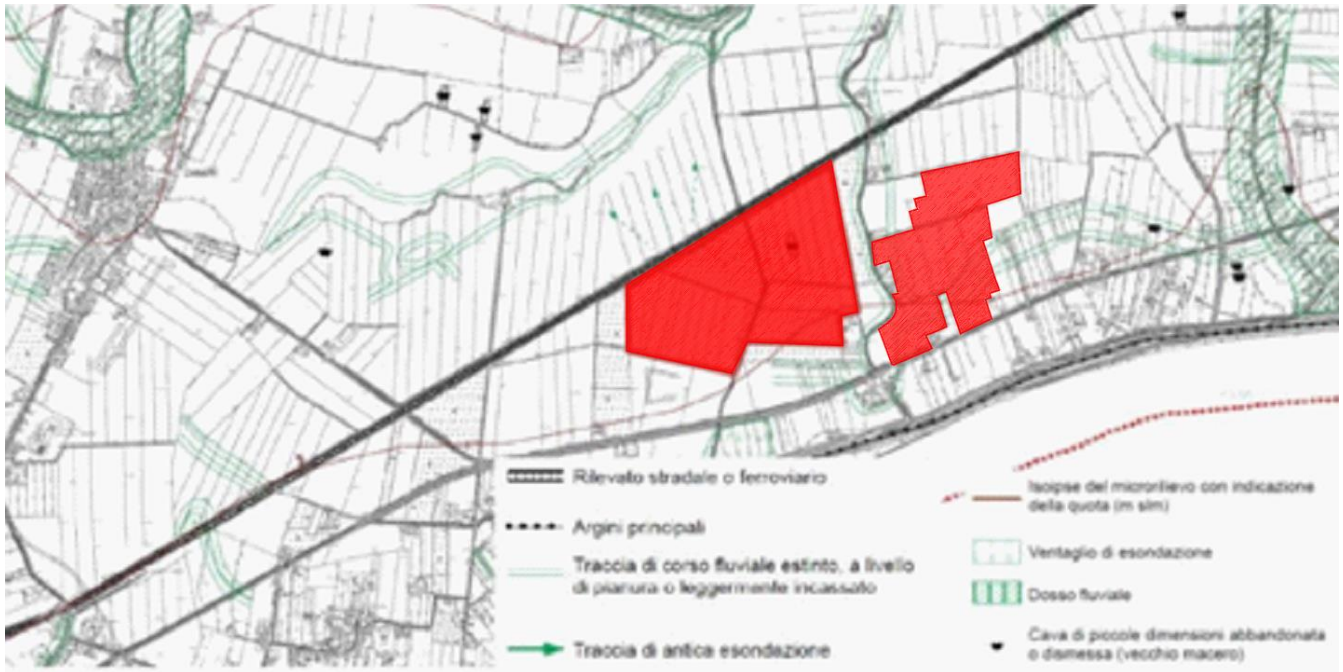 Rilevato stradale o ferroviario
Argini principali
Traccia di corso fluviale estinto, a livello
di pianura o leggermente incassato
Traccia di antica esondazione
Isoipse del microrilievo con indicazione
della quota (m slm)
Ventaglio di esondazione
Dosso fluviale
Cava di piccole dimensioni abbandonata
o dismessa (vecchio macero)